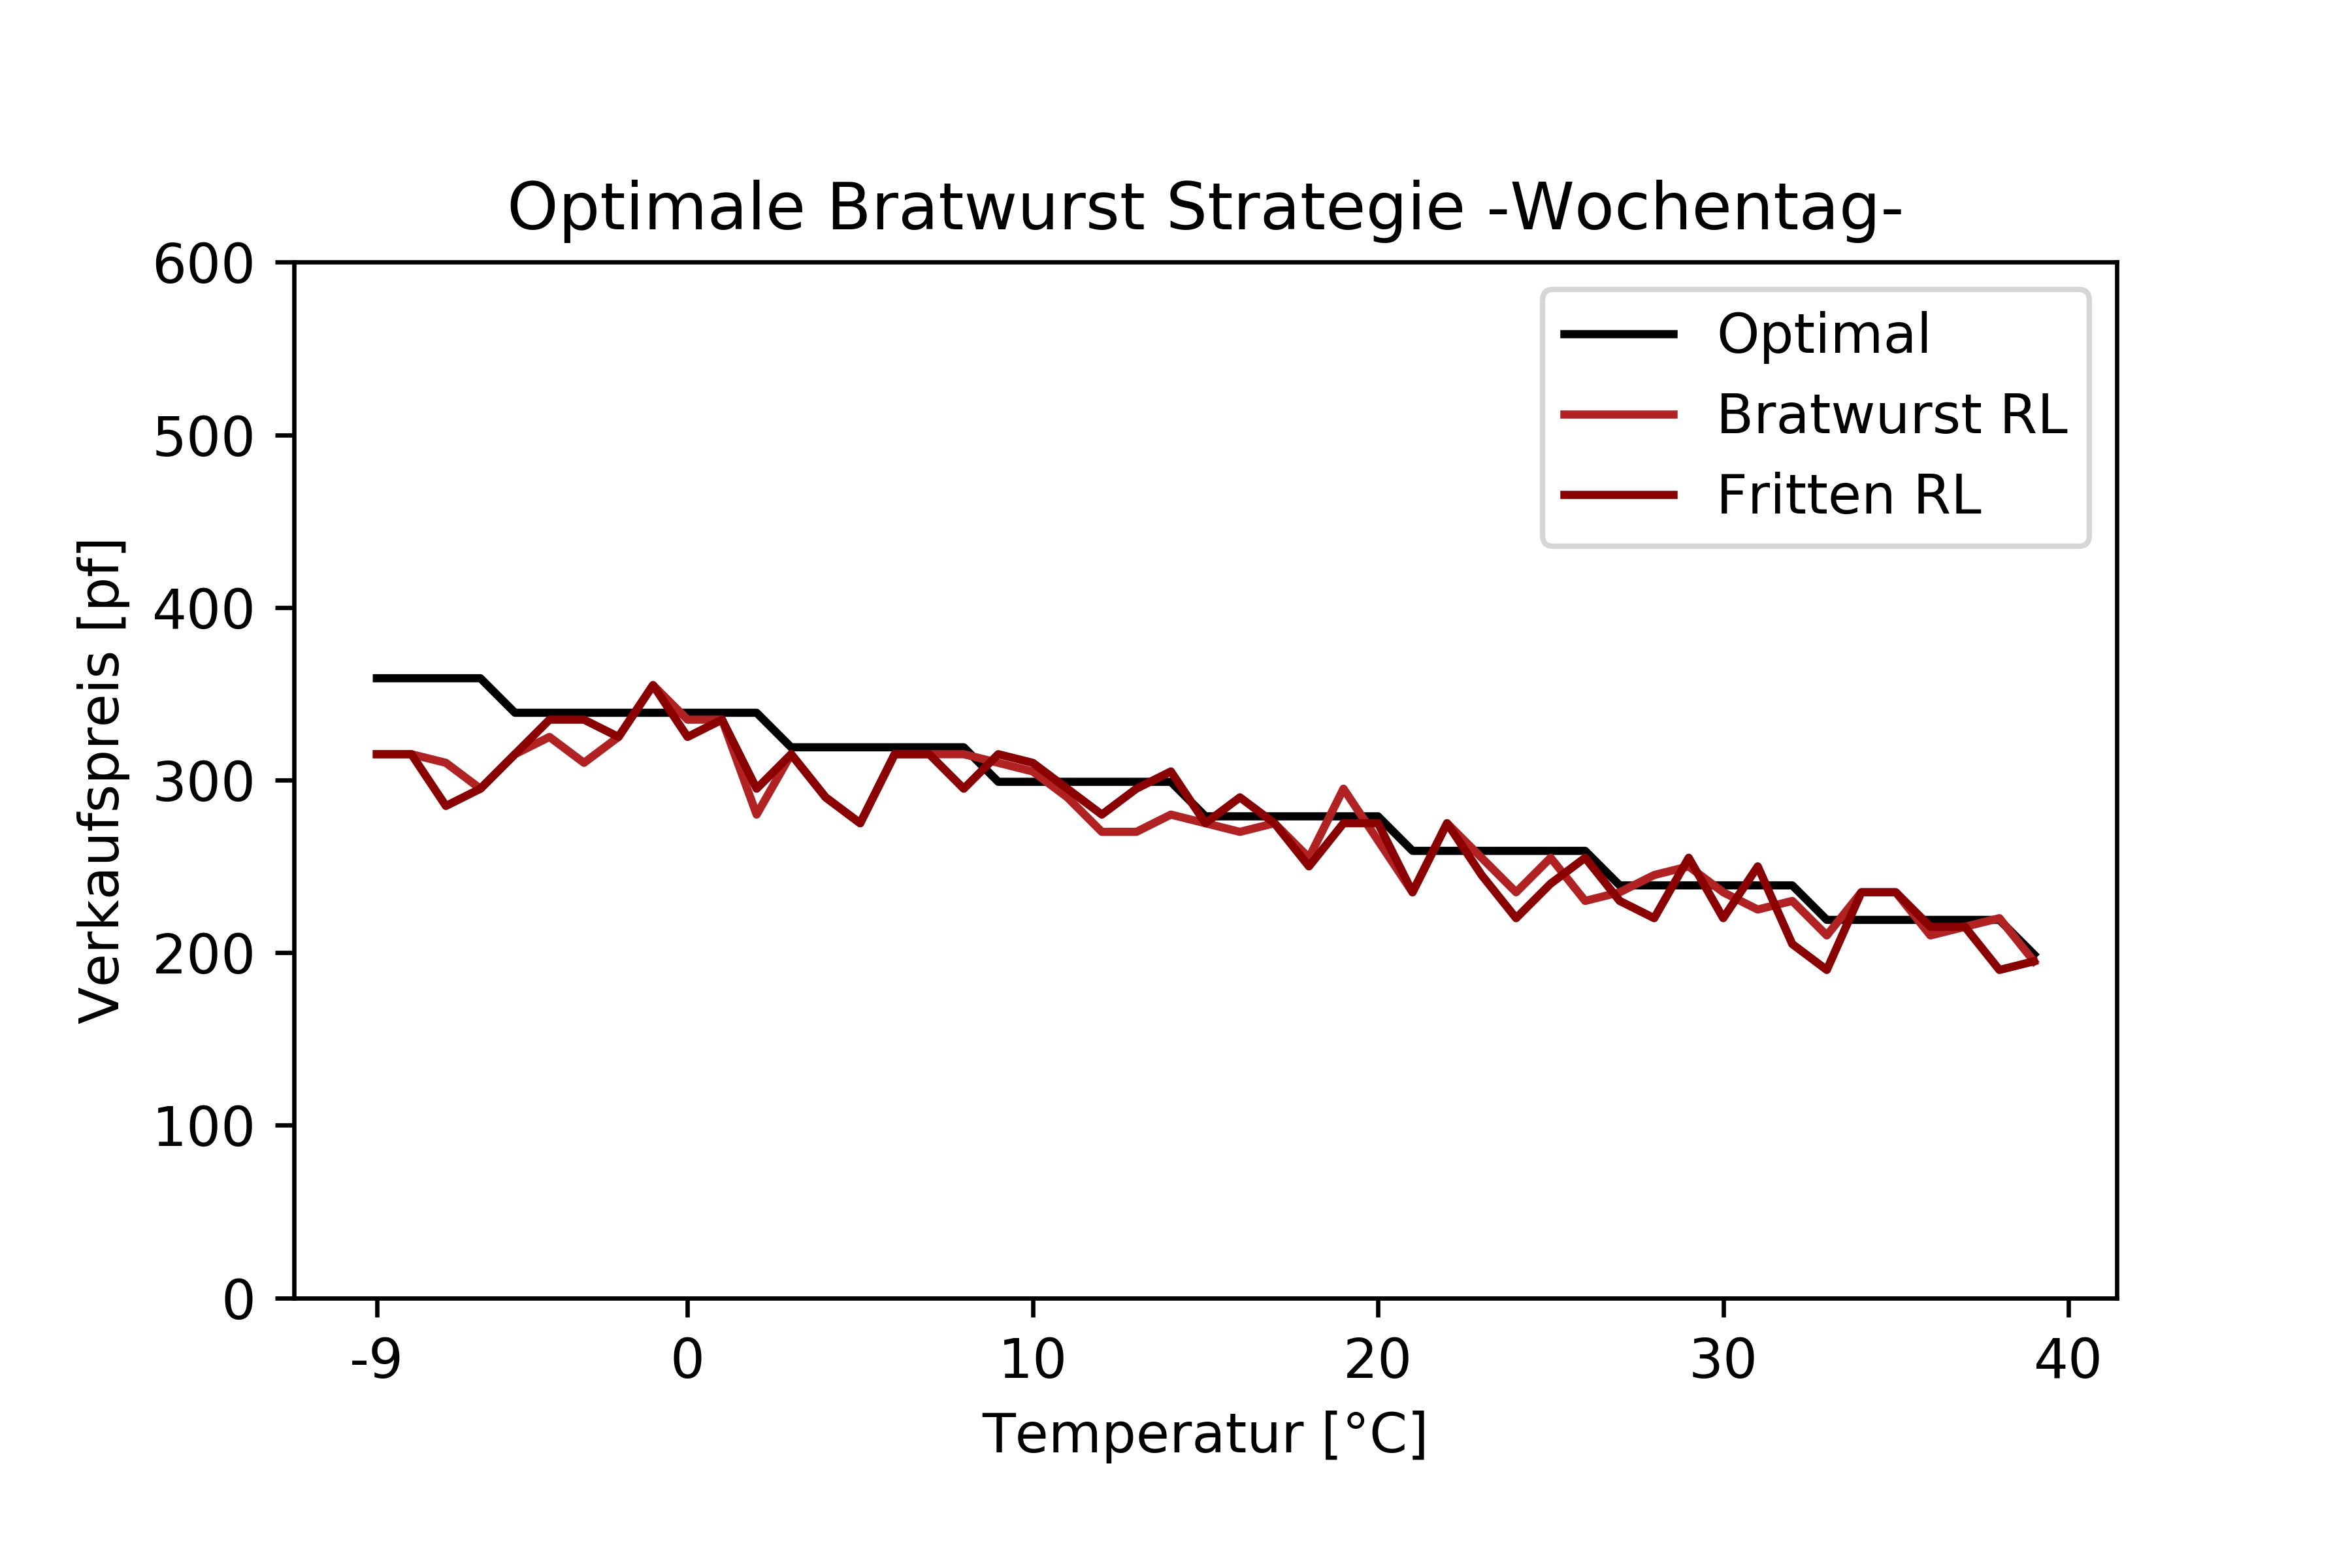 Optimale Bratwurst Strategie -Wochentag-
600
500
400
300
200
100
0
Verkaufspreis [pf]
Optimal
Bratwurst RL
Fritten RL
-9 0 10 20 30 40
Temperatur [°C]